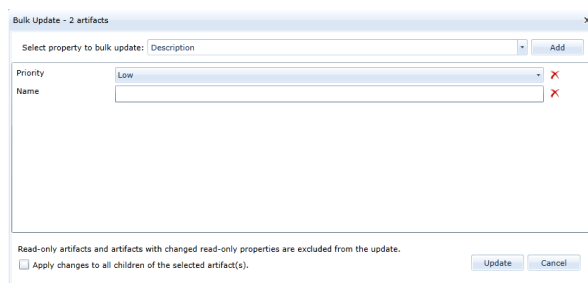 Bulk Update - 2 artifacts
Select property to bulk update: Description Add
Priority Low
Name
Read-only artifacts and artifacts with changed read-only properties are excluded from the update.
Apply changes to all children of the selected artifact(s). Update Cancel